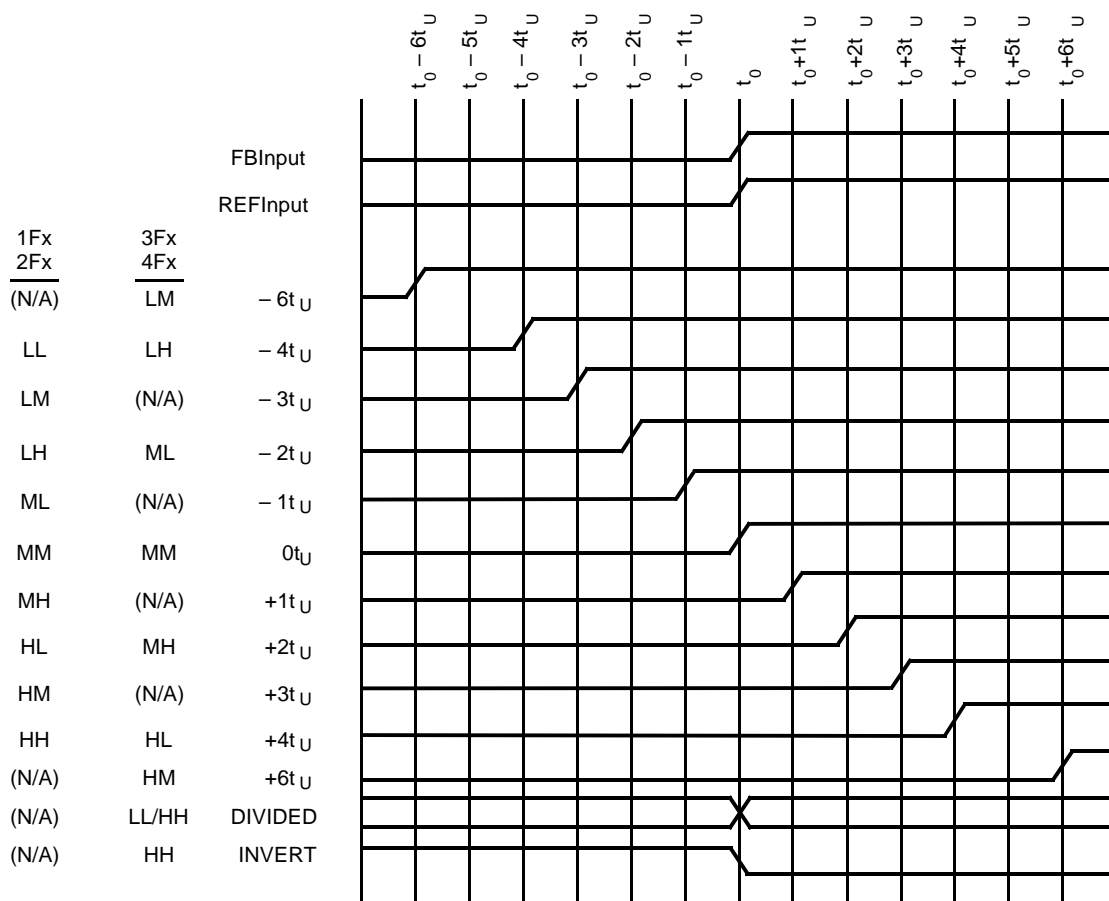 t0 – 6tU
t0 – 5tU
t0 – 4tU
t0 – 3tU
t0 – 2tU
t0 – 1tU
t0
t0+1tU
t0+2tU
t0+3tU
t0+4tU
t0+5tU
t0+6tU
FBInput
REFInput
1Fx 3Fx
2Fx 4Fx
(N/A) LM – 6tU
LL LH – 4tU
LM (N/A) – 3tU
LH ML – 2tU
ML (N/A) – 1tU
MM MM 0tU
MH (N/A) +1tU
HL MH +2tU
HM (N/A) +3tU
HH HL +4tU
(N/A) HM +6tU
(N/A) LL/HH DIVIDED
(N/A) HH INVERT